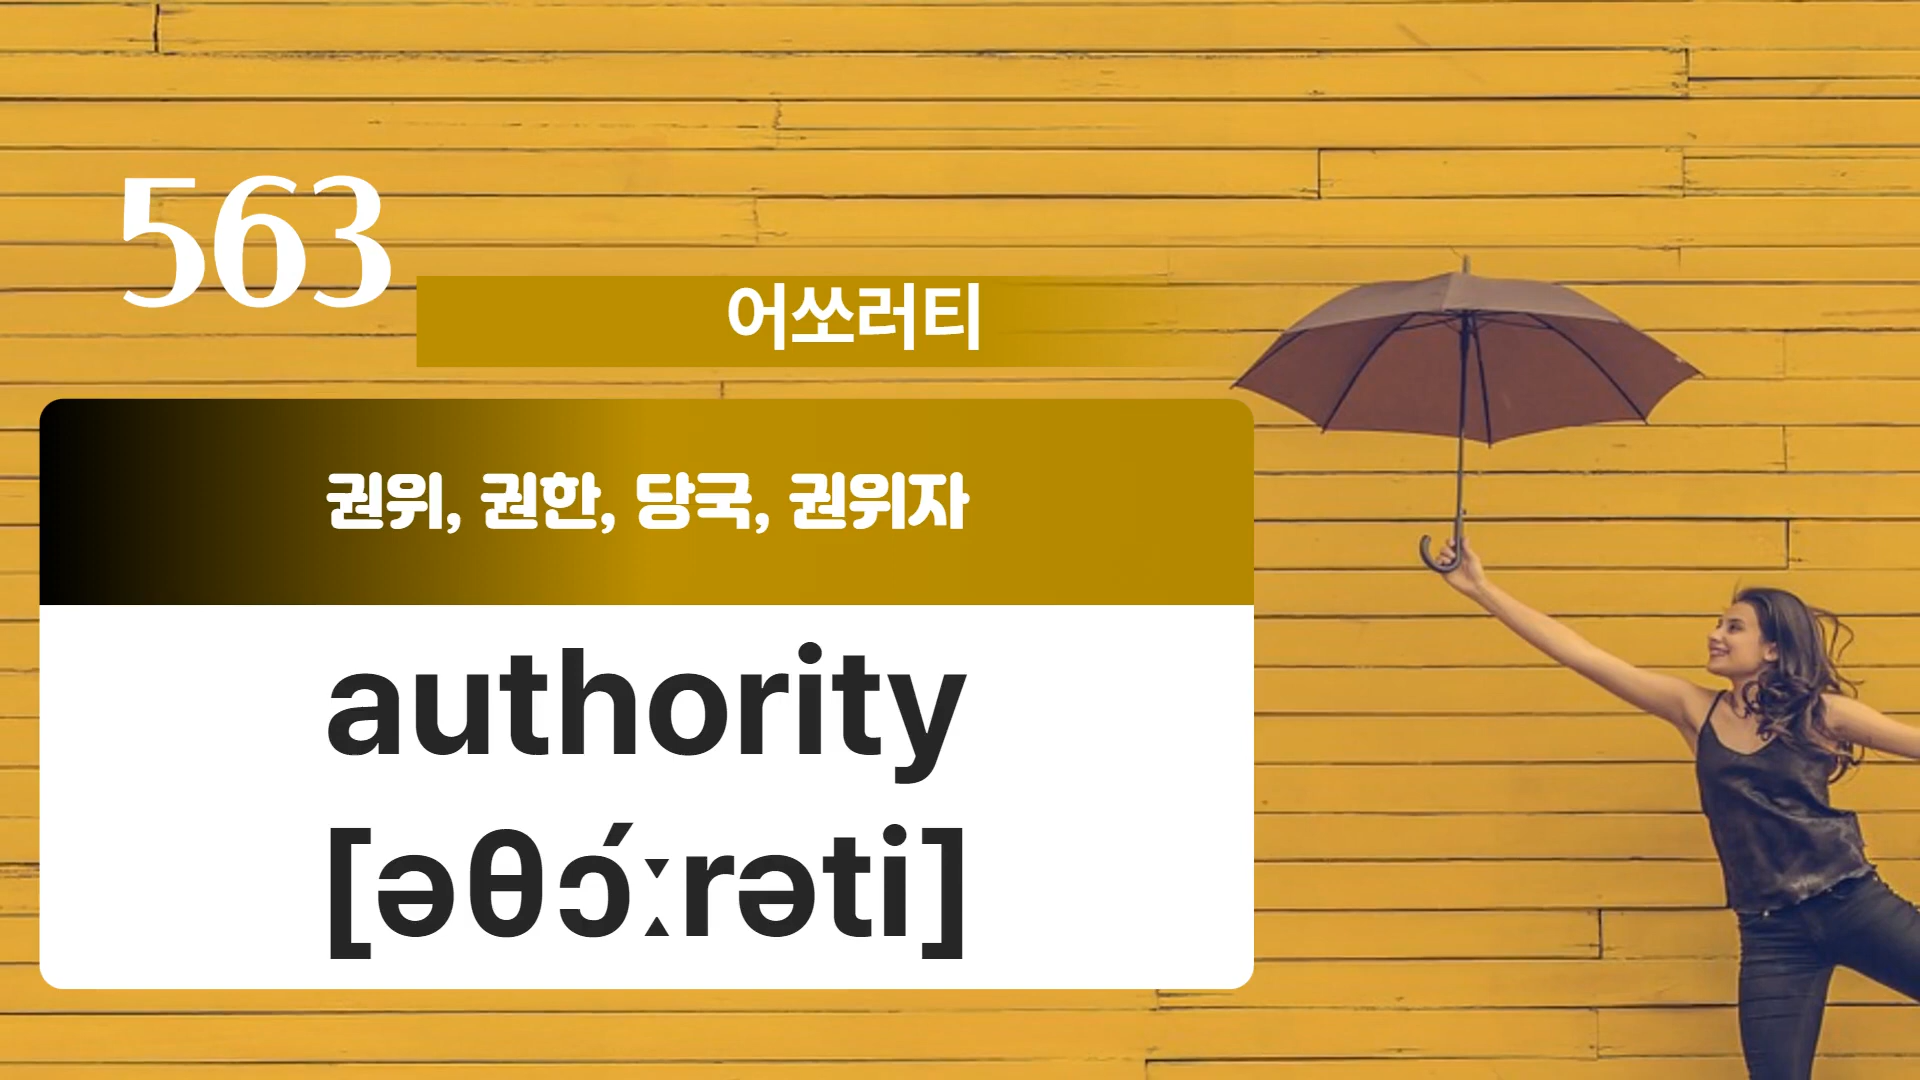 563
어쏘러티
권위, 권한, 당국, 권위자
authority
[əθɔ́ːrəti]